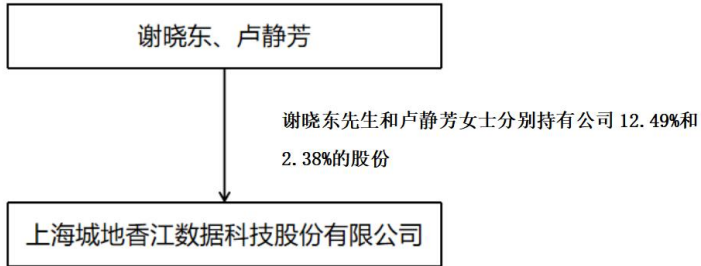 谢晓东、卢静芳
谢晓东先生和卢静芳女士分别持有公司 12.49%和
2.38%的股份
上海城地香江数据科技股份有限公司